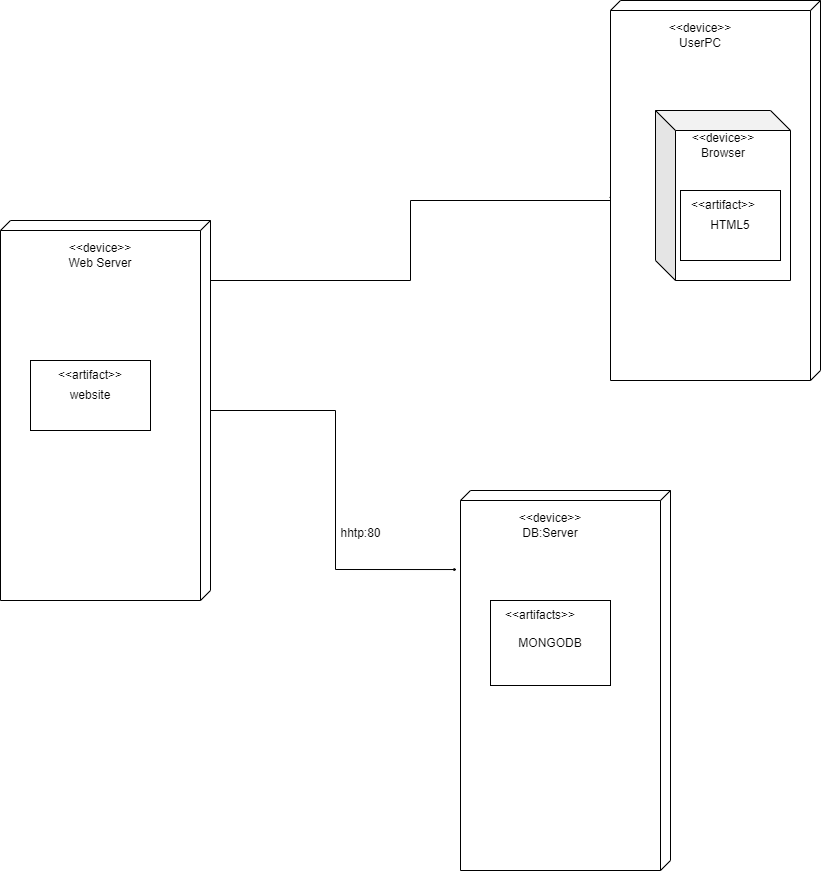 <<device>>
UserPC
<<device>>
Browser
<<artifact>>
HTML5
<<device>>
Web Server
<<artifact>>
website
hhtp:80
<<device>>
DB:Server
<<artifacts>>
MONGODB